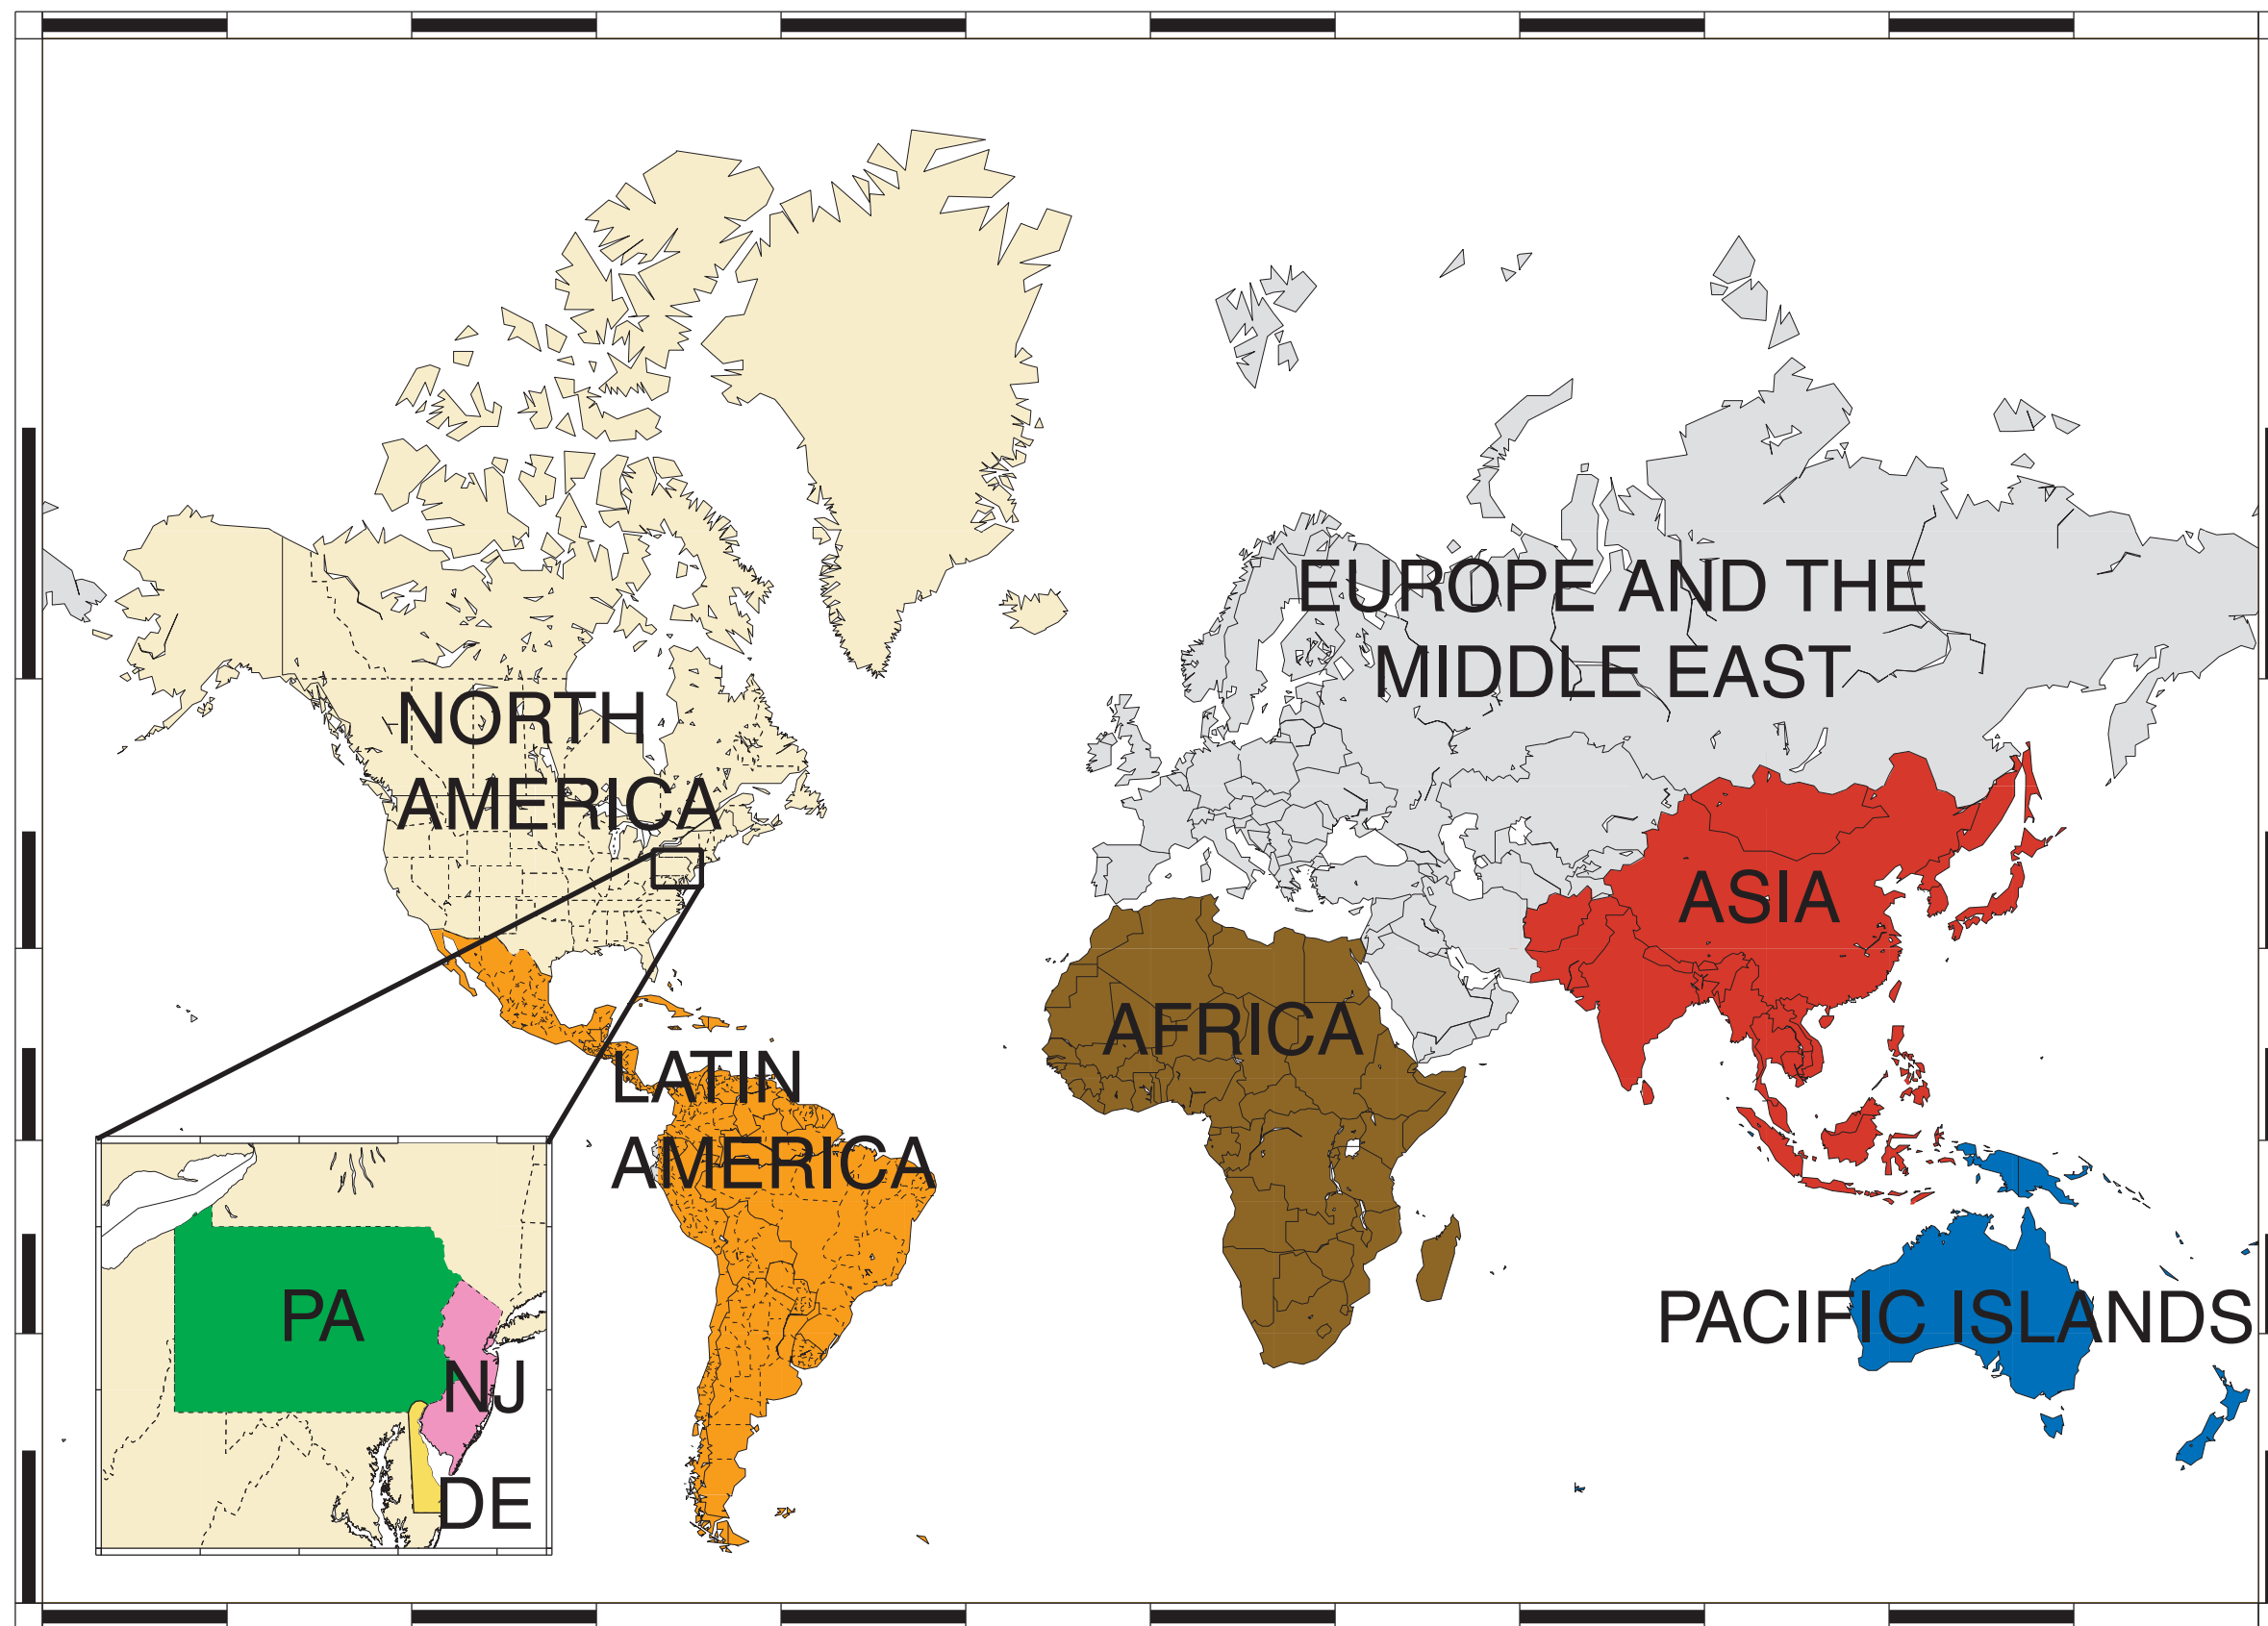 EUROPE AND THE
MIDDLE EAST
NORTH
AMERICA
ASIA
AFRICA
LATIN
AMERICA
PACIFIC ISLANDS
PA
NJ
DE